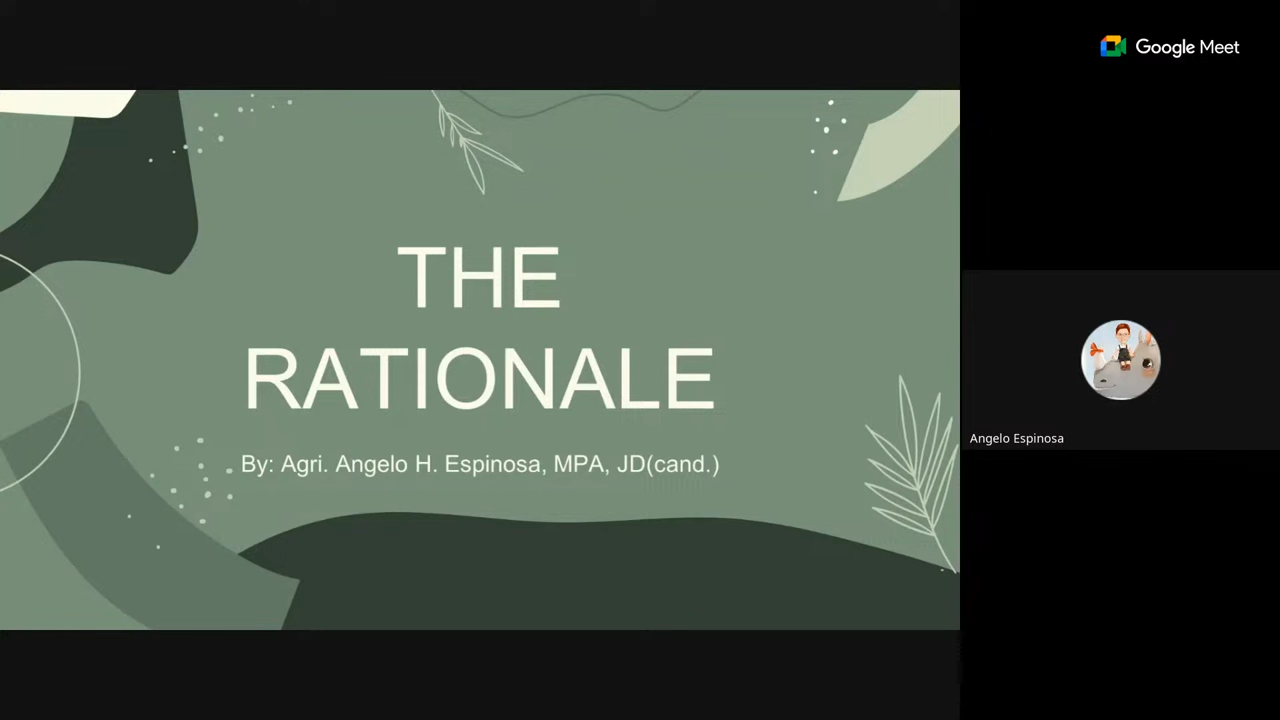 Google Meet
THE
RATIONALE
By: Agri. Angelo H. Espinosa, MPA, JD(cand.)
Angelo Espinosa